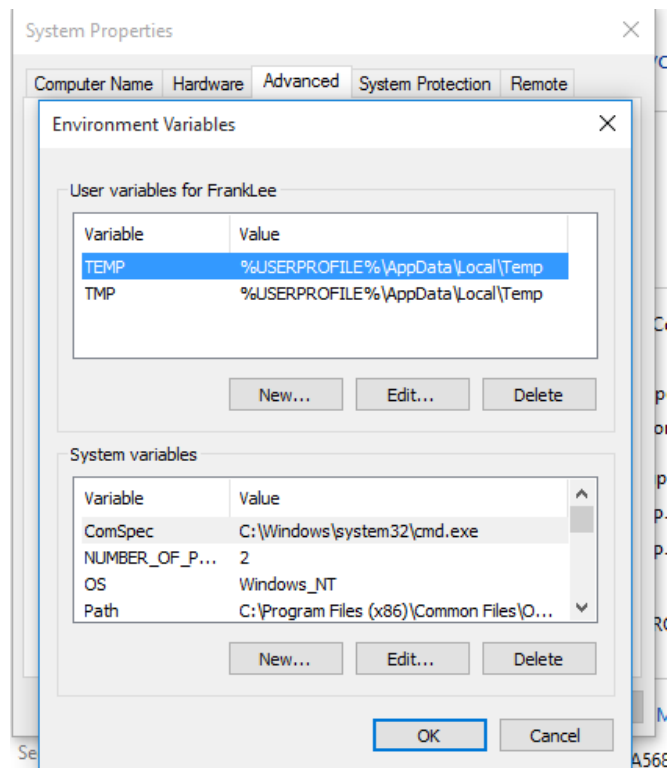 System Properties
Computer Name Hardware Advanced System Protection Remote
Environment Variables
User variables for FrankLee
Variable Value
TEMP %USERPROFILE%\AppData\Local\Temp
TMP %USERPROFILE%\AppData\Local\Temp
New... Edit... Delete
System variables
Variable Value
ComSpec C:\Windows\system32\cmd.exe
NUMBER_OF_P... 2
OS Windows_NT
Path C:\Program Files (x86)\Common Files\O...
New... Edit... Delete
OK Cancel
Se
A568